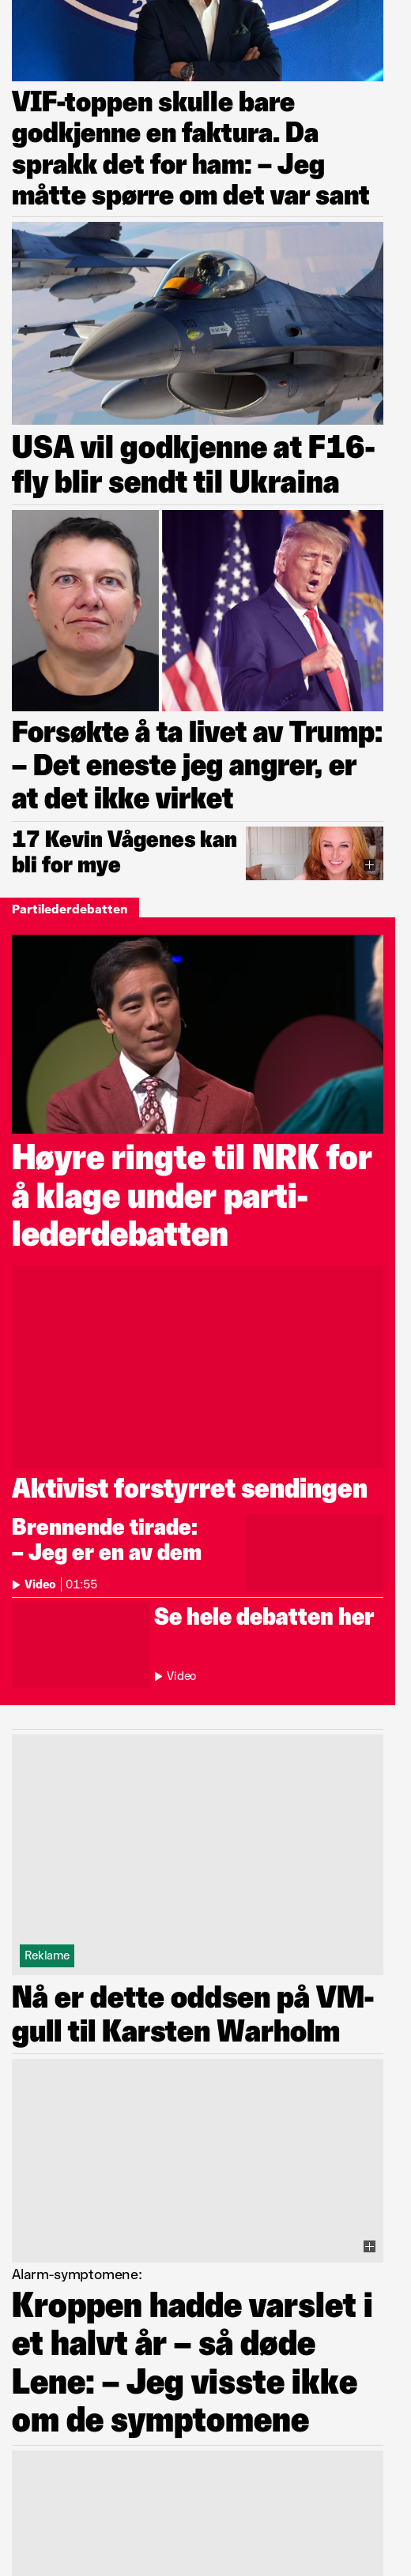 VIF-toppen skulle bare
godkjenne en faktura. Da
sprakk det for ham: – Jeg
måtte spørre om det var sant
USA vil godkjenne at F16-
fly blir sendt til Ukraina
Forsøkte å ta livet av Trump:
– Det eneste jeg angrer, er
at det ikke virket
17 Kevin Vågenes kan
bli for mye
Partilederdebatten
Høyre ringte til NRK for
å klage under parti-
lederdebatten
Aktivist forstyrret sendingen
Brennende tirade:
– Jeg er en av dem
Video | 01:55
Se hele debatten her
Video
Reklame
Nå er dette oddsen på VM-
gull til Karsten Warholm
Alarm-symptomene:
Kroppen hadde varslet i
et halvt år – så døde
Lene: – Jeg visste ikke
om de symptomene